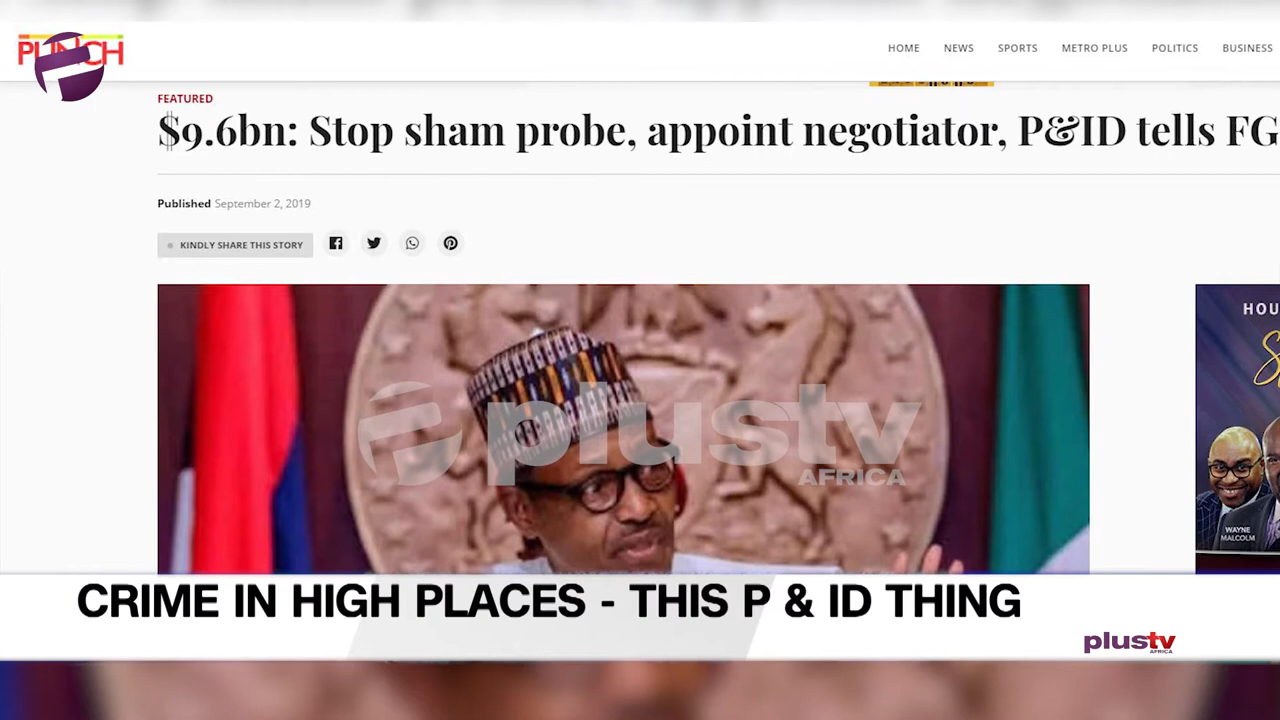 PUNCH
HOME NEWS SPORTS METRO PLUS POLITICS BUSINESS
FEATURED
$9.6bn: Stop sham probe, appoint negotiator, P&ID tells FG
Published September 2, 2019
KINDLY SHARE THIS STORY
HOU
plustv
AFRICA
WAYNE
MALCOLM
CRIME IN HIGH PLACES - THIS P & ID THING
plustv
AFRICA